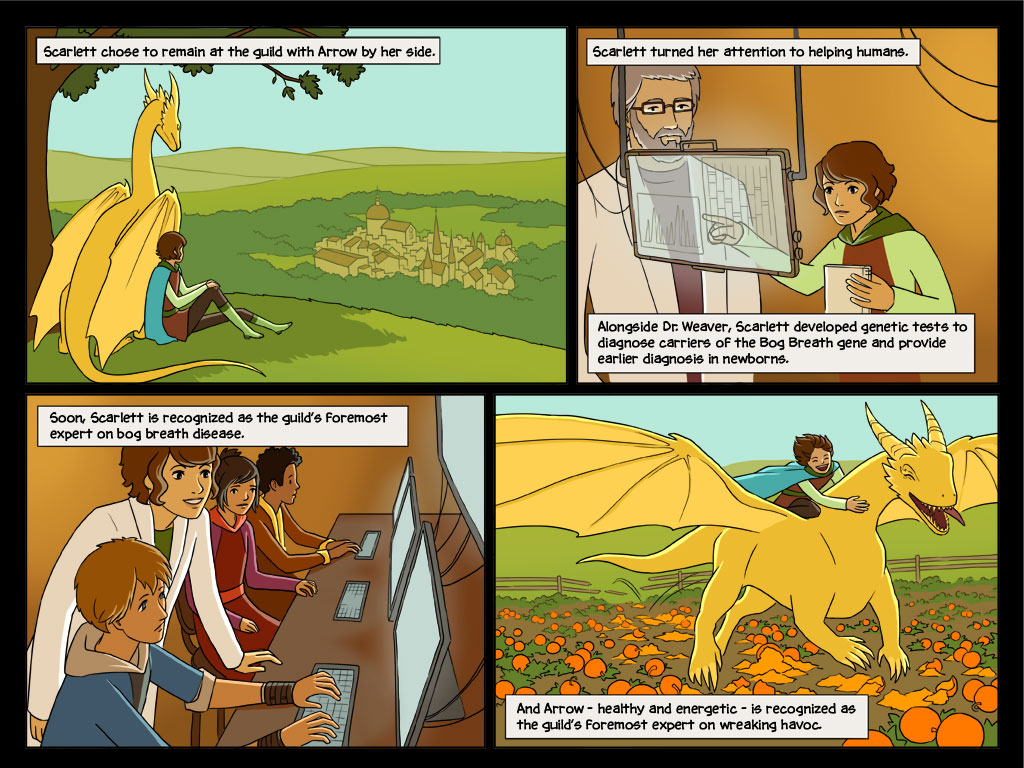 Scarlett chose to remain at the guild with Arrow by her side.
Scarlett turned her attention to helping humans.
Alongside Dr. Weaver, Scarlett developed genetic tests to
diagnose carriers of the Bog Breath gene and provide
earlier diagnosis in newborns.
Soon, Scarlett is recognized as the guild's foremost
expert on bog breath disease.
And Arrow - healthy and energetic - is recognized as
the guild's foremost expert on wreaking havoc.